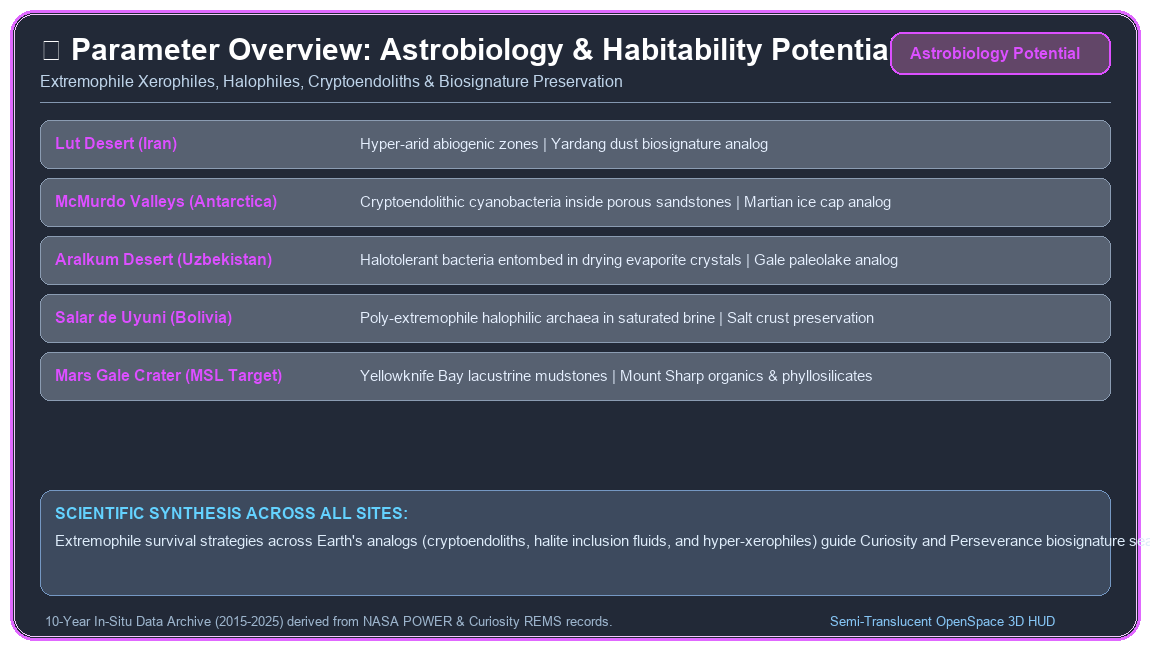 Parameter Overview: Astrobiology & Habitability Potentia
Astrobiology Potential
Extremophile Xerophiles, Halophiles, Cryptoendoliths & Biosignature Preservation
Lut Desert (Iran) Hyper-arid abiogenic zones | Yardang dust biosignature analog
McMurdo Valleys (Antarctica) Cryptoendolithic cyanobacteria inside porous sandstones | Martian ice cap analog
Aralkum Desert (Uzbekistan) Halotolerant bacteria entombed in drying evaporite crystals | Gale paleolake analog
Salar de Uyuni (Bolivia) Poly-extremophile halophilic archaea in saturated brine | Salt crust preservation
Mars Gale Crater (MSL Target) Yellowknife Bay lacustrine mudstones | Mount Sharp organics & phyllosilicates
SCIENTIFIC SYNTHESIS ACROSS ALL SITES:
Extremophile survival strategies across Earth's analogs (cryptoendoliths, halite inclusion fluids, and hyper-xerophiles) guide Curiosity and Perseverance biosignature
10-Year In-Situ Data Archive (2015-2025) derived from NASA POWER & Curiosity REMS records.
Semi-Translucent OpenSpace 3D HUD